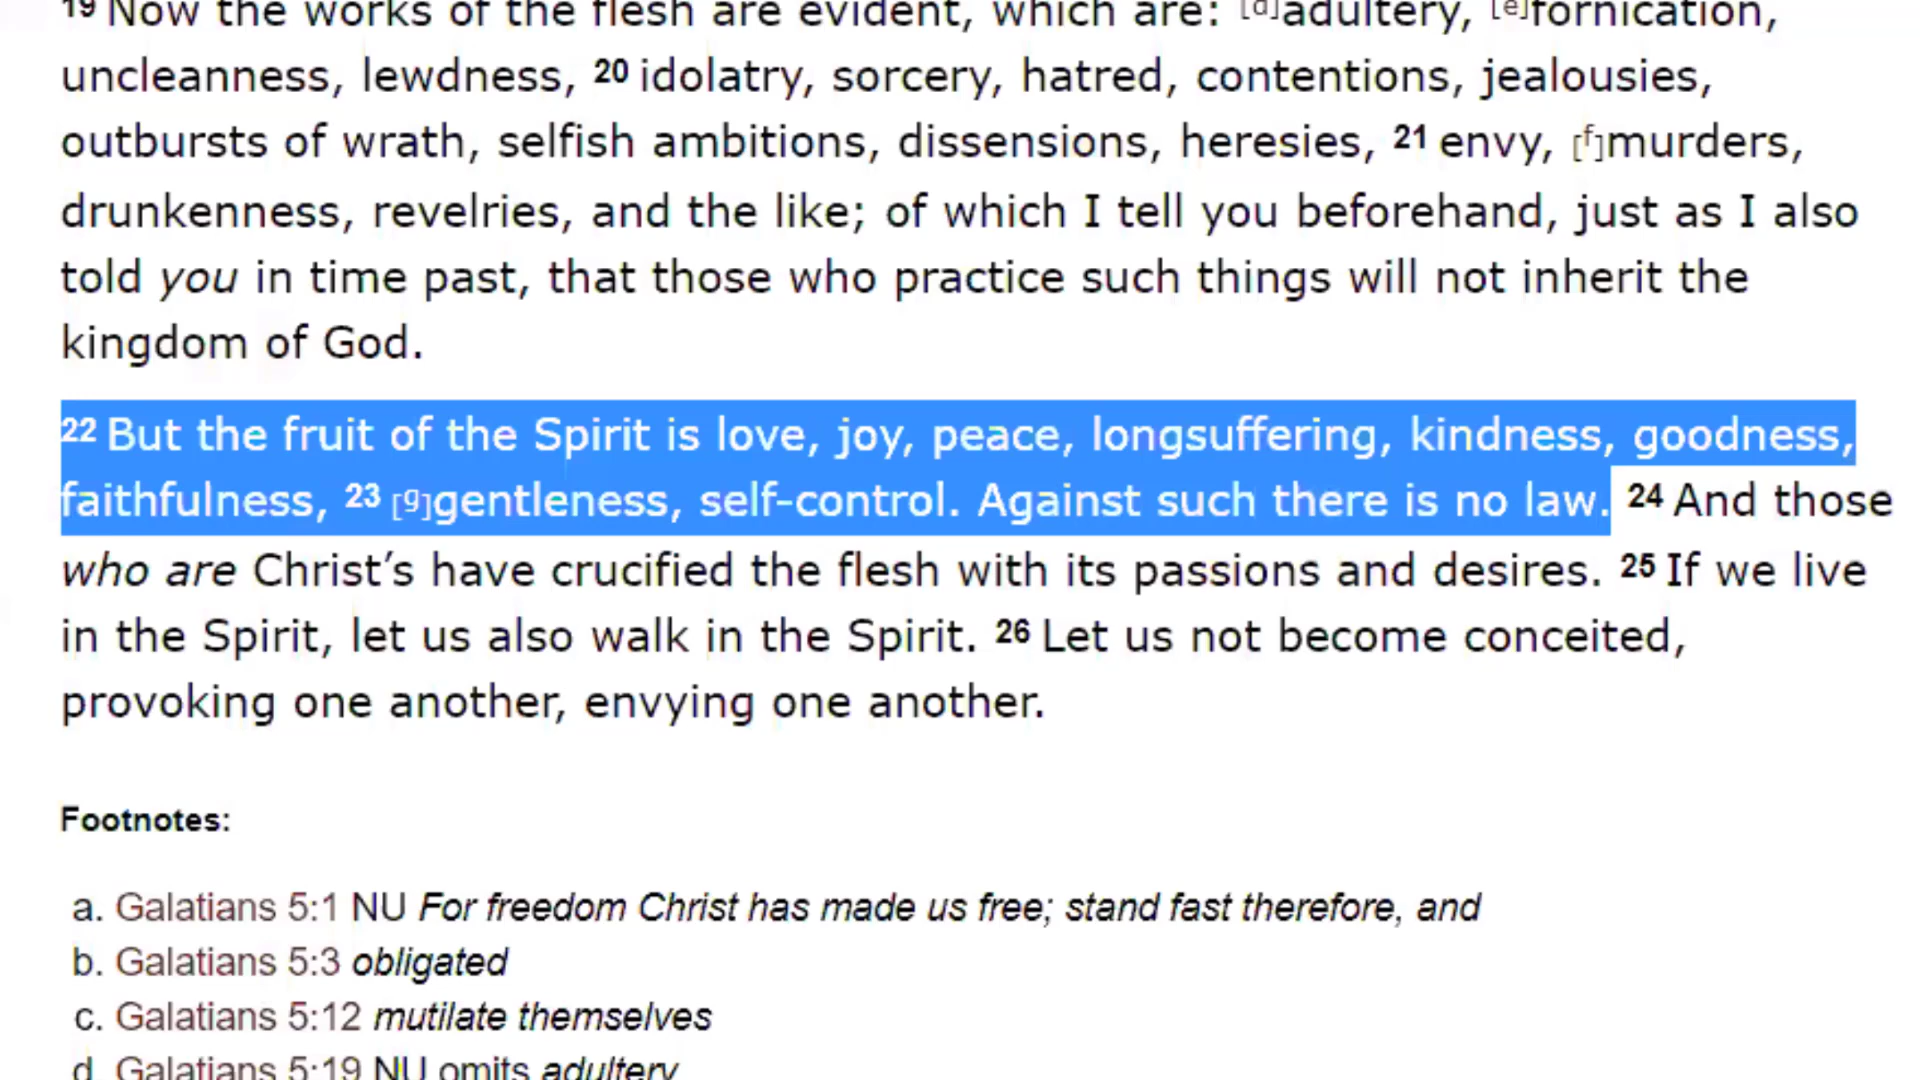 19 Now the works of the flesh are evident, which are: [d]adultery, [e]fornication,
uncleanness, lewdness, 20 idolatry, sorcery, hatred, contentions, jealousies,
outbursts of wrath, selfish ambitions, dissensions, heresies, 21 envy, [f]murders,
drunkenness, revelries, and the like; of which I tell you beforehand, just as I also
told you in time past, that those who practice such things will not inherit the
kingdom of God.
22 But the fruit of the Spirit is love, joy, peace, longsuffering, kindness, goodness,
faithfulness, 23 [g]gentleness, self-control. Against such there is no law. 24 And those
who are Christ’s have crucified the flesh with its passions and desires. 25 If we live
in the Spirit, let us also walk in the Spirit. 26 Let us not become conceited,
provoking one another, envying one another.
Footnotes:
a. Galatians 5:1 NU For freedom Christ has made us free; stand fast therefore, and
b. Galatians 5:3 obligated
c. Galatians 5:12 mutilate themselves
d. Galatians 5:19 NU omits adultery